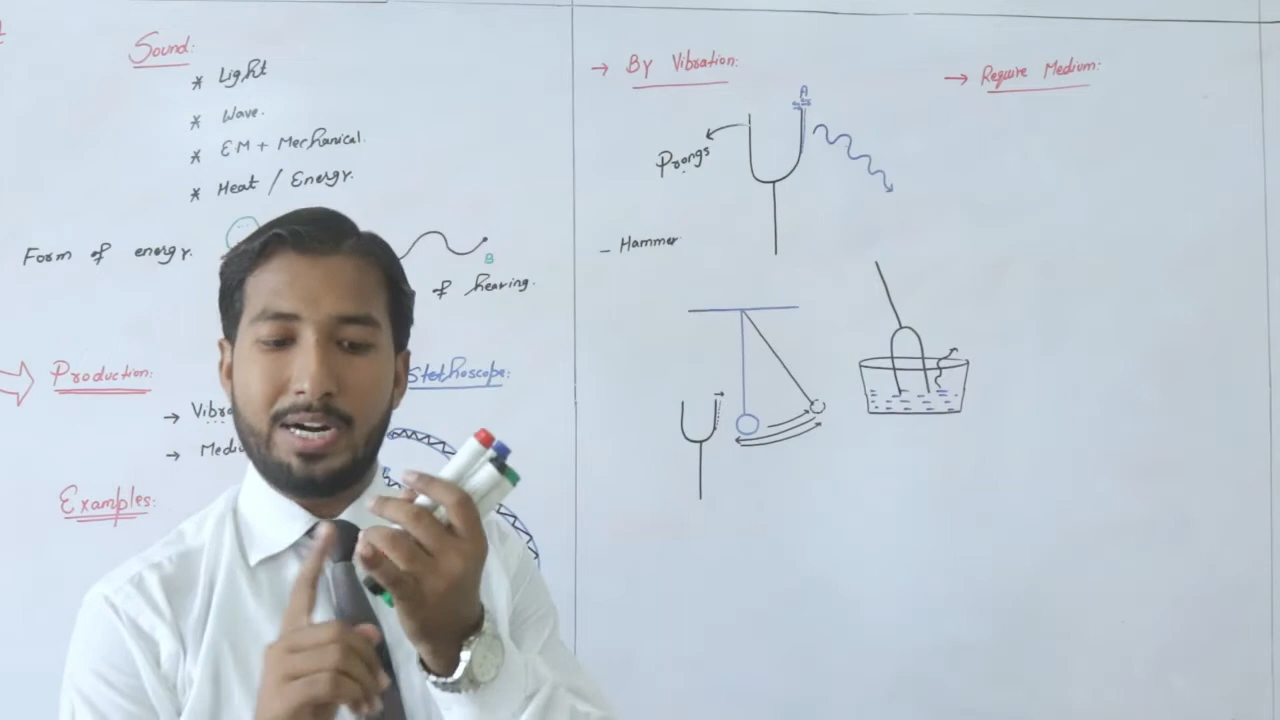 Sound:
* Light
* Wave.
* EM + Mechanical.
* Heat / Energy.
Form of energy.
B
of hearing.
Production:
Stethoscope:
→ Vibra
→ Mediu
Examples:
→ By Vibration:
A
Prongs
- Hammer
→ Require Medium: